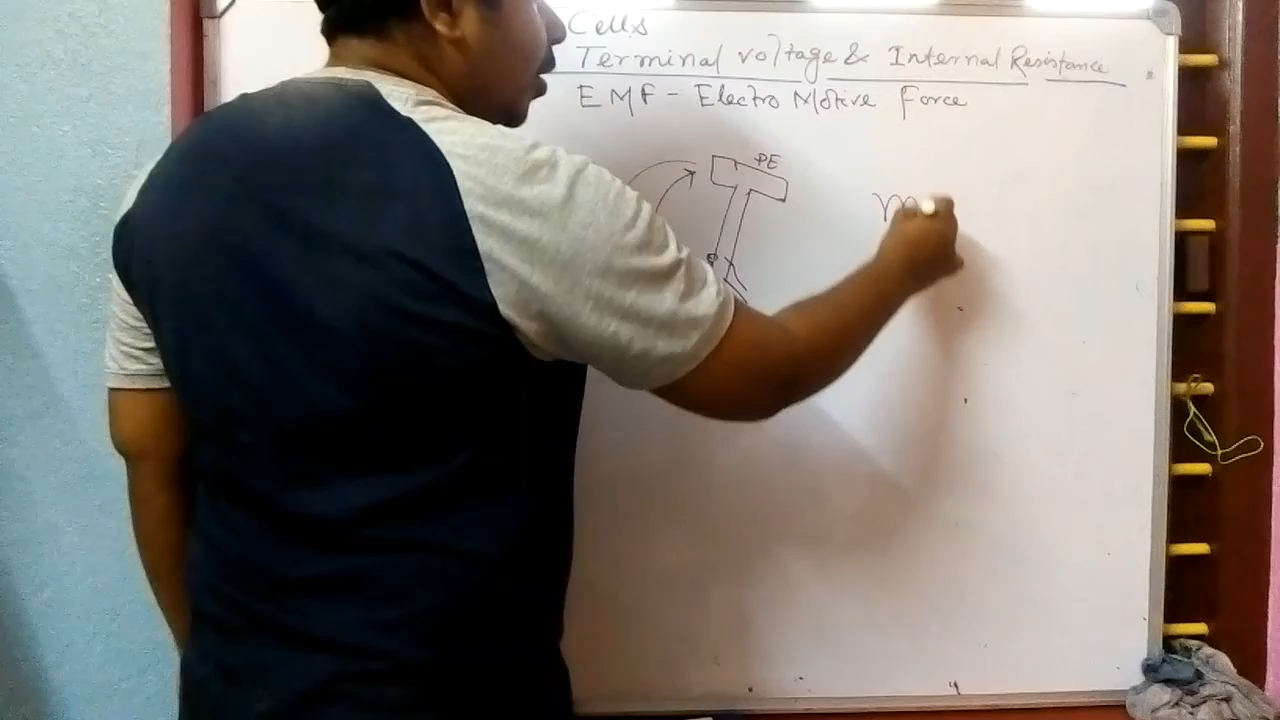 Cells
Terminal voltage & Internal Resistance
EMF - Electro Motive Force
PE
m